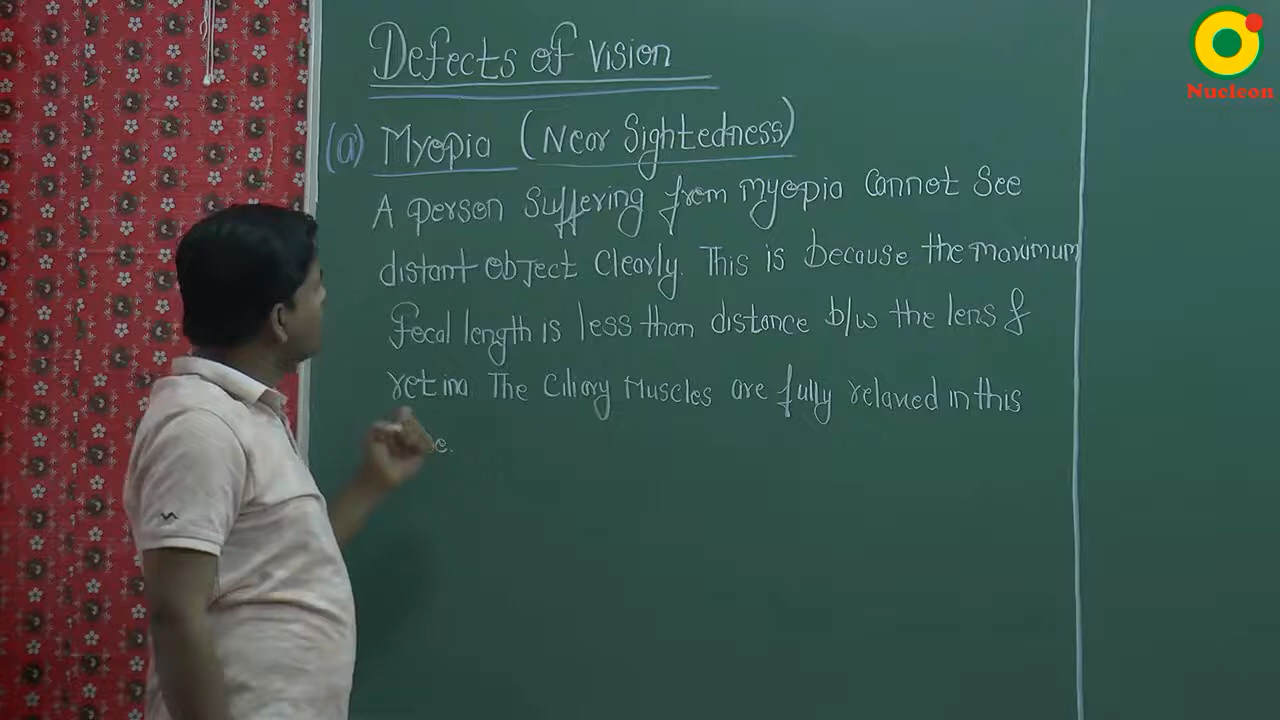 Defects of Vision
(a) Myopia (Near Sightedness)
A person suffering from Myopia Cannot See
distant object Clearly. This is because the maximum
Focal length is less than distance b/w the lens &
retina. The Ciliary Muscles are fully relaxed in this
Nucleon